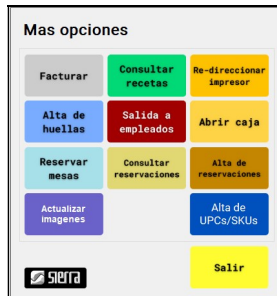 Mas opciones
Facturar
Consultar
recetas
Re-direccionar
impresor
Alta de
huellas
Salida a
empleados
Abrir caja
Reservar
mesas
Consultar
reservaciones
Alta de
reservaciones
Actualizar
imagenes
Alta de
UPCs/SKUs
sierra
Salir